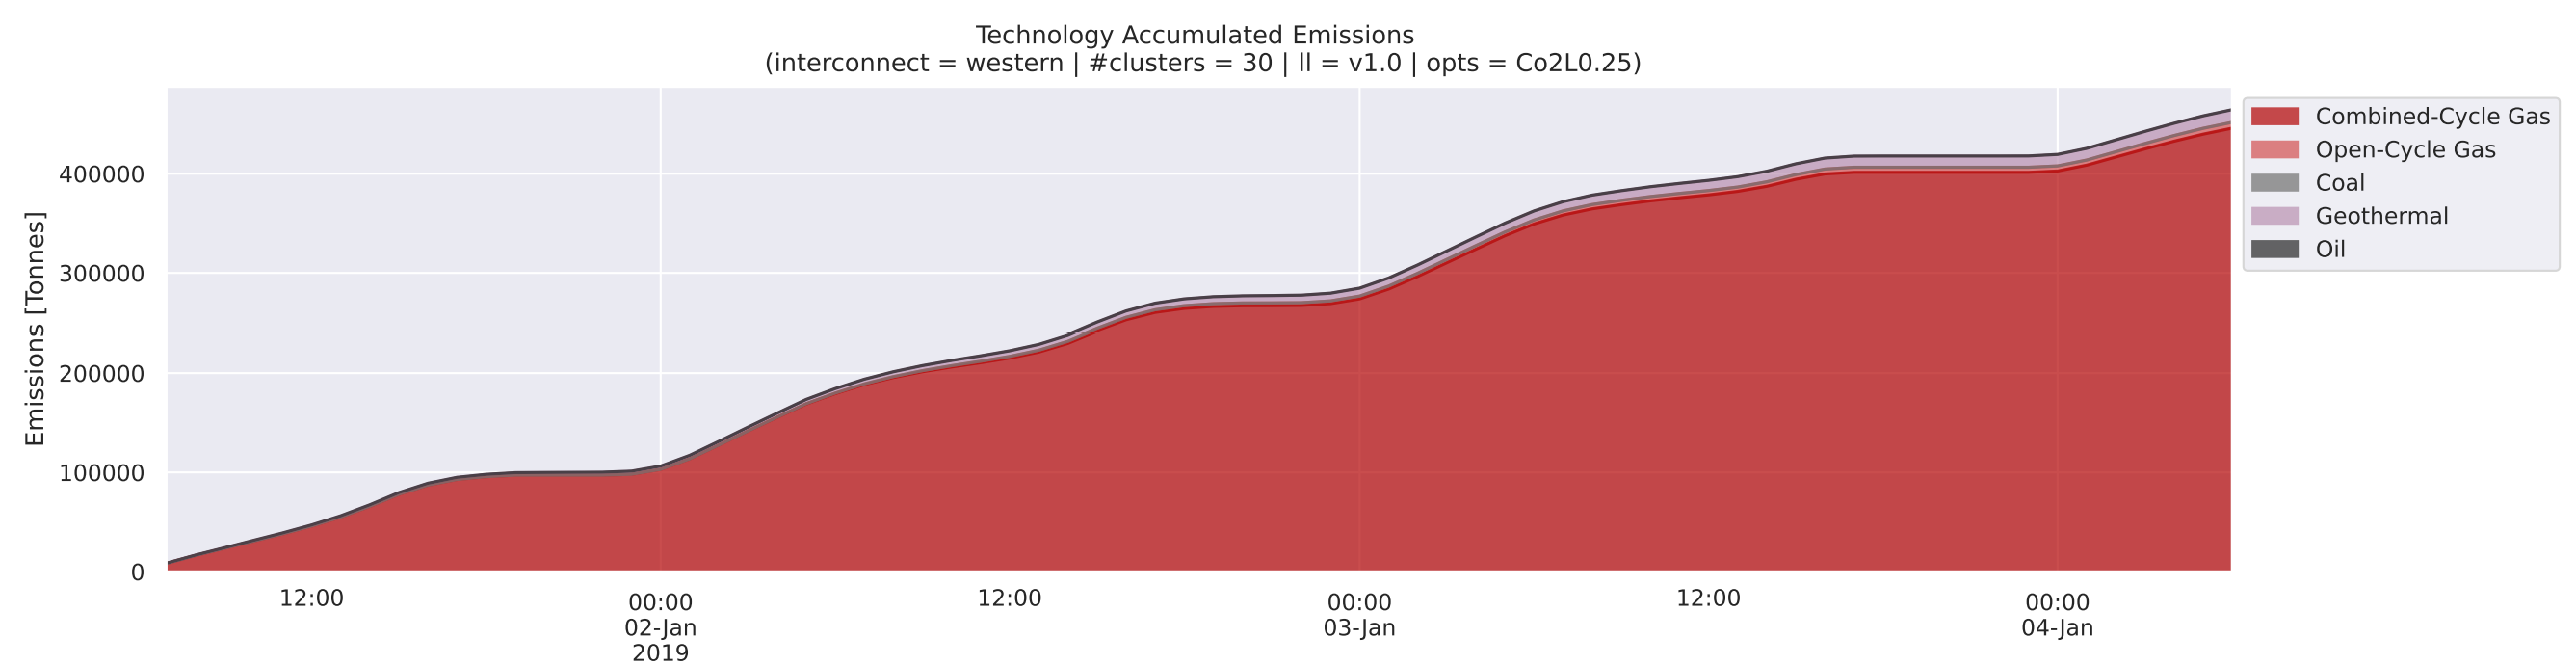 Technology Accumulated Emissions
(interconnect = western | #clusters = 30 | ll = v1.0 | opts = Co2L0.25)
Emissions [Tonnes]
400000
300000
200000
100000
0
12:00
00:00
02-Jan
2019
12:00
00:00
03-Jan
12:00
00:00
04-Jan
Combined-Cycle Gas
Open-Cycle Gas
Coal
Geothermal
Oil